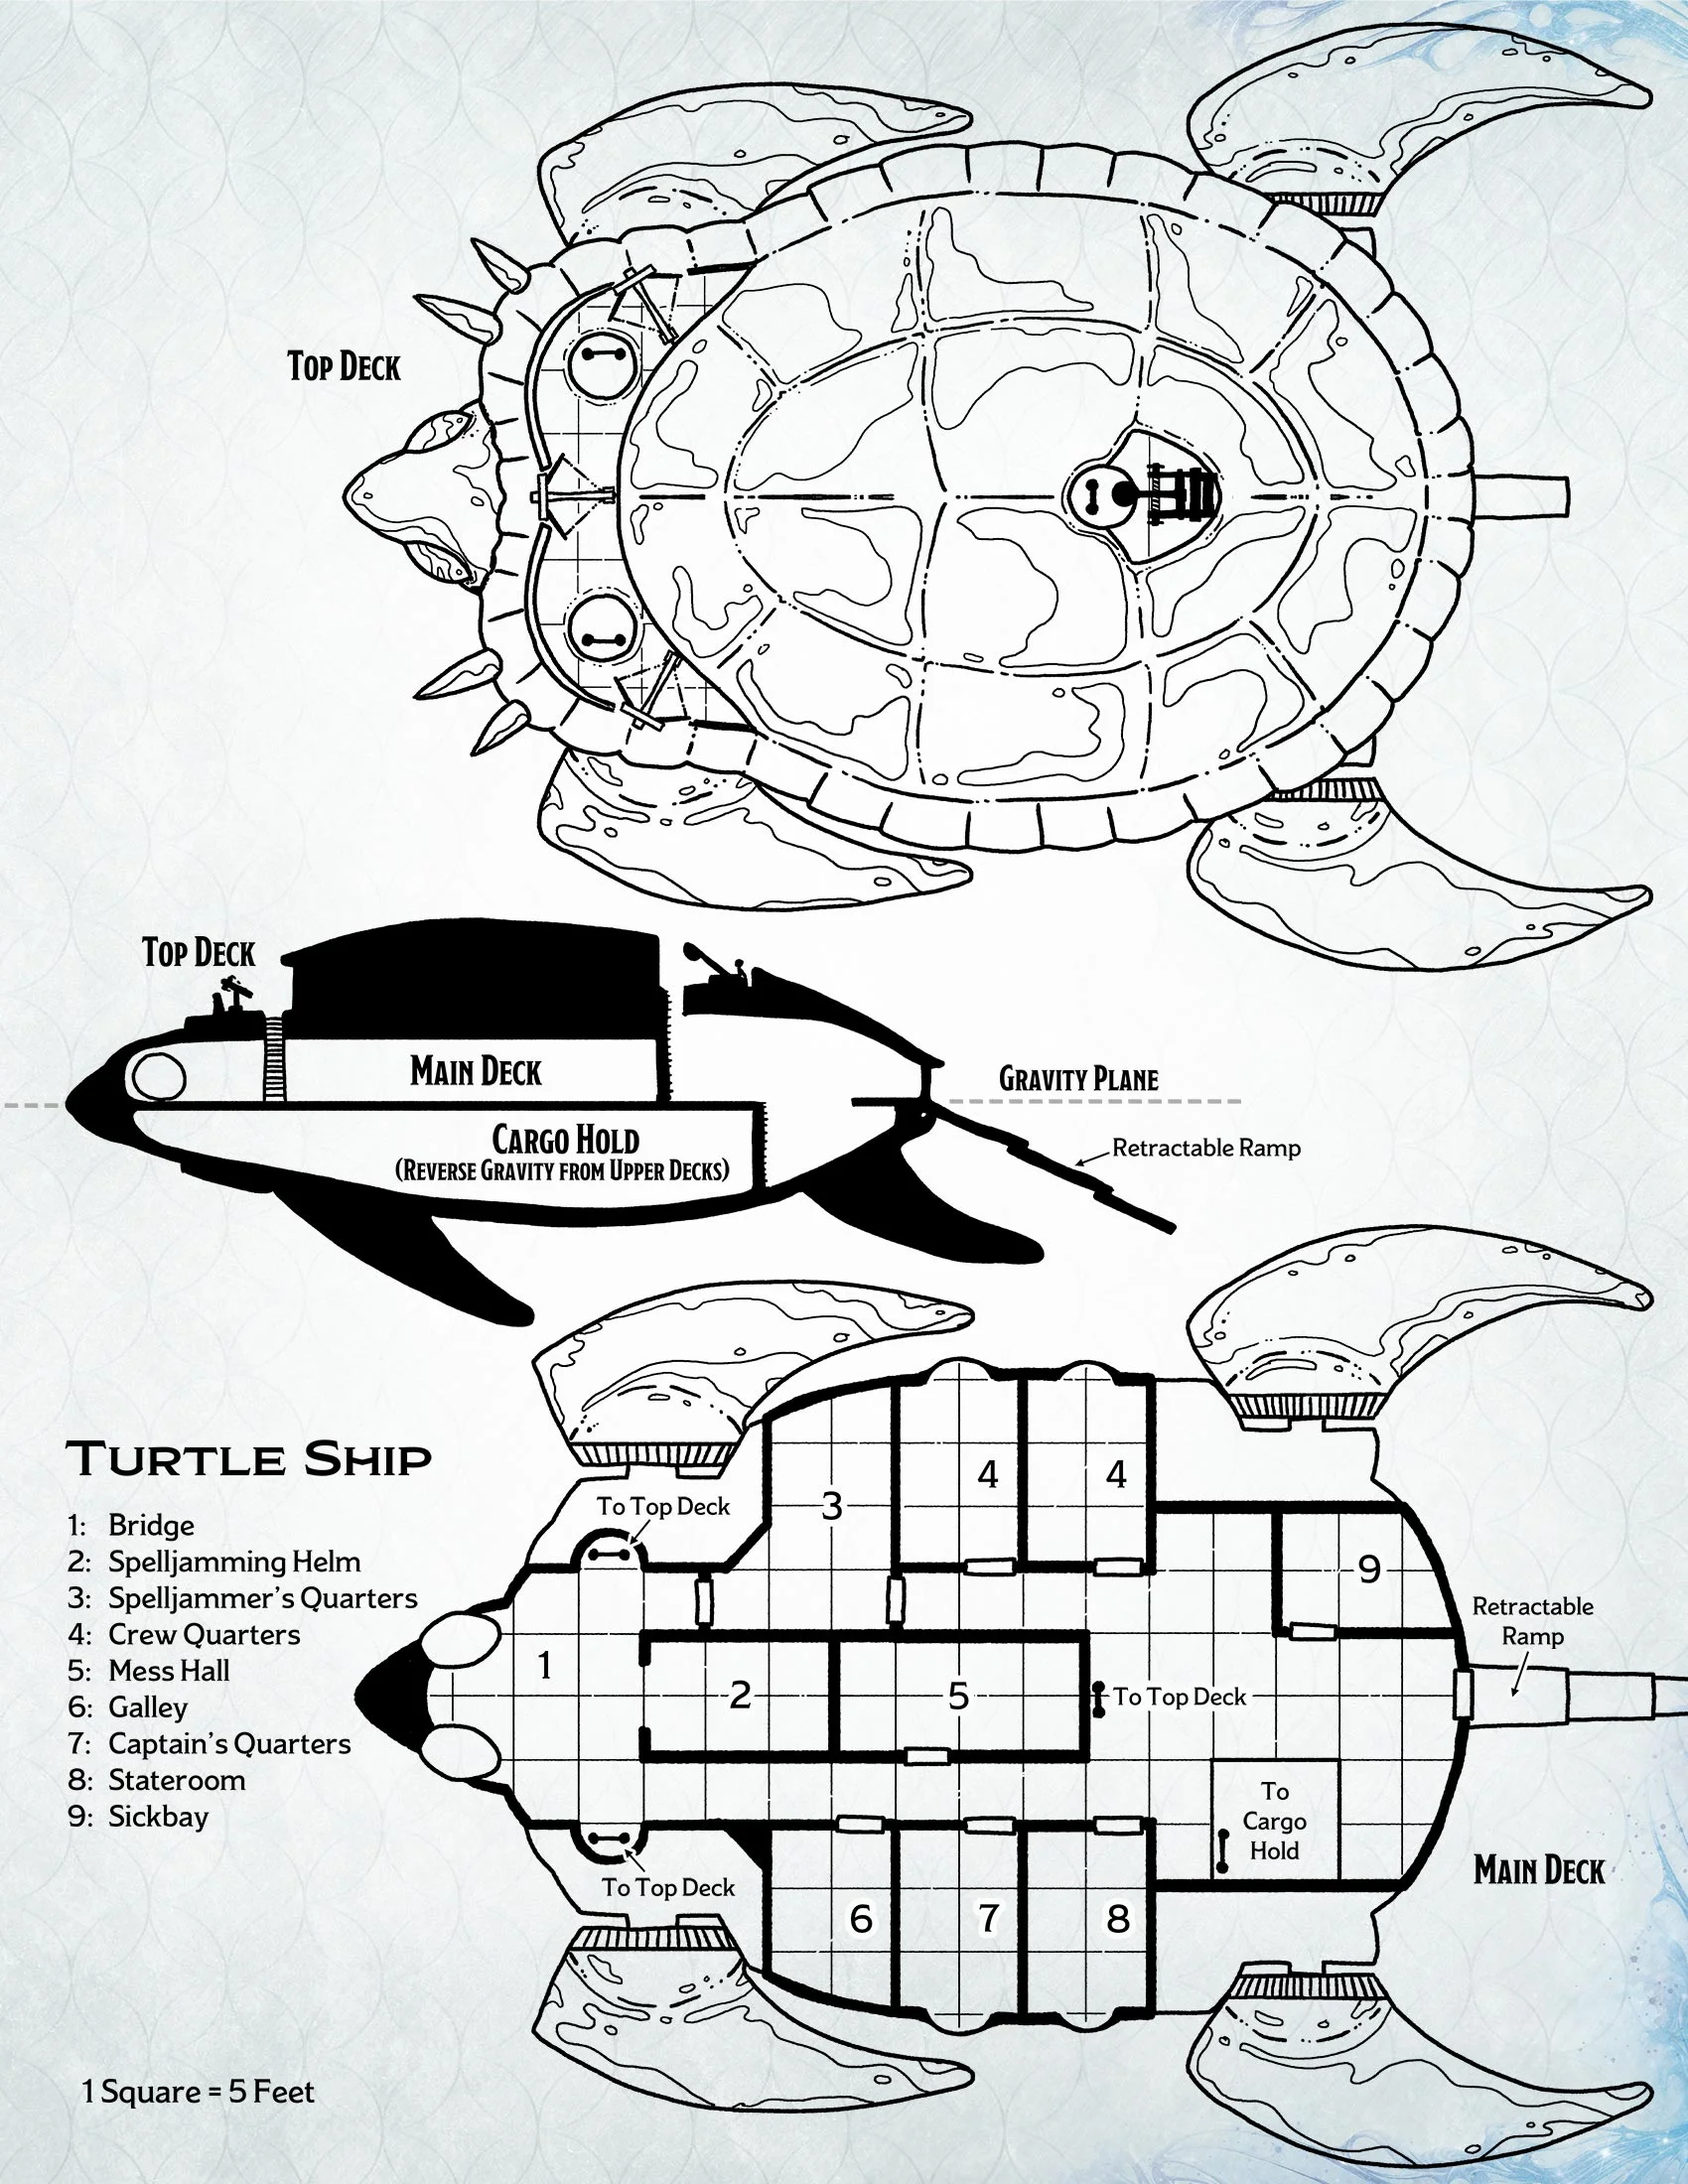 Top Deck
Top Deck
Main Deck
Gravity Plane
Cargo Hold
(Reverse Gravity from Upper Decks)
Retractable Ramp
Turtle Ship
1: Bridge
2: Spelljamming Helm
3: Spelljammer's Quarters
4: Crew Quarters
5: Mess Hall
6: Galley
7: Captain's Quarters
8: Stateroom
9: Sickbay
To Top Deck
3
4
4
9
Retractable
Ramp
1
2
5
To Top Deck
To
Cargo
Hold
Main Deck
To Top Deck
6
7
8
1 Square = 5 Feet